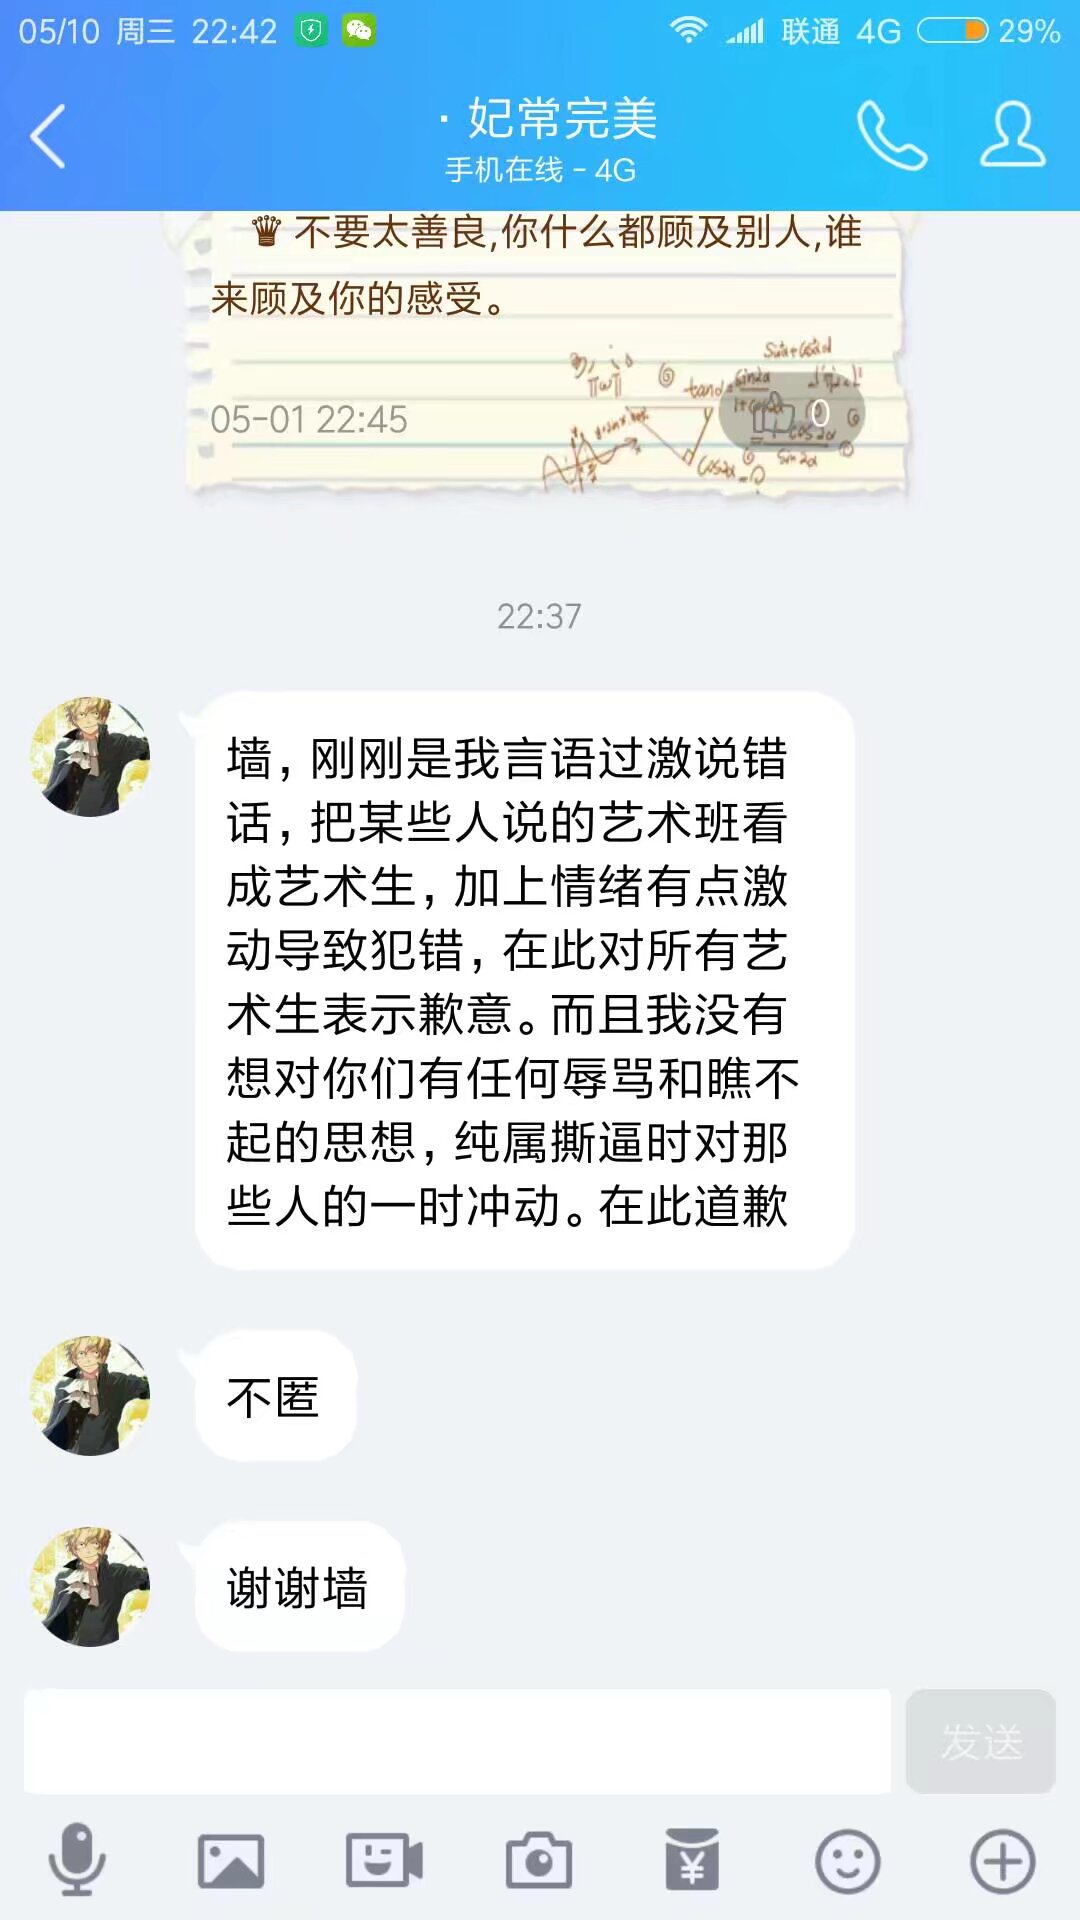 05/10 周三 22:42
联通 4G 29%
· 妃常完美
手机在线 - 4G
不要太善良,你什么都顾及别人,谁
来顾及你的感受。
05-01 22:45
0
22:37
墙，刚刚是我言语过激说错
话，把某些人说的艺术班看
成艺术生，加上情绪有点激
动导致犯错，在此对所有艺
术生表示歉意。而且我没有
想对你们有任何辱骂和瞧不
起的思想，纯属撕逼时对那
些人的一时冲动。在此道歉
不匿
谢谢墙
发送